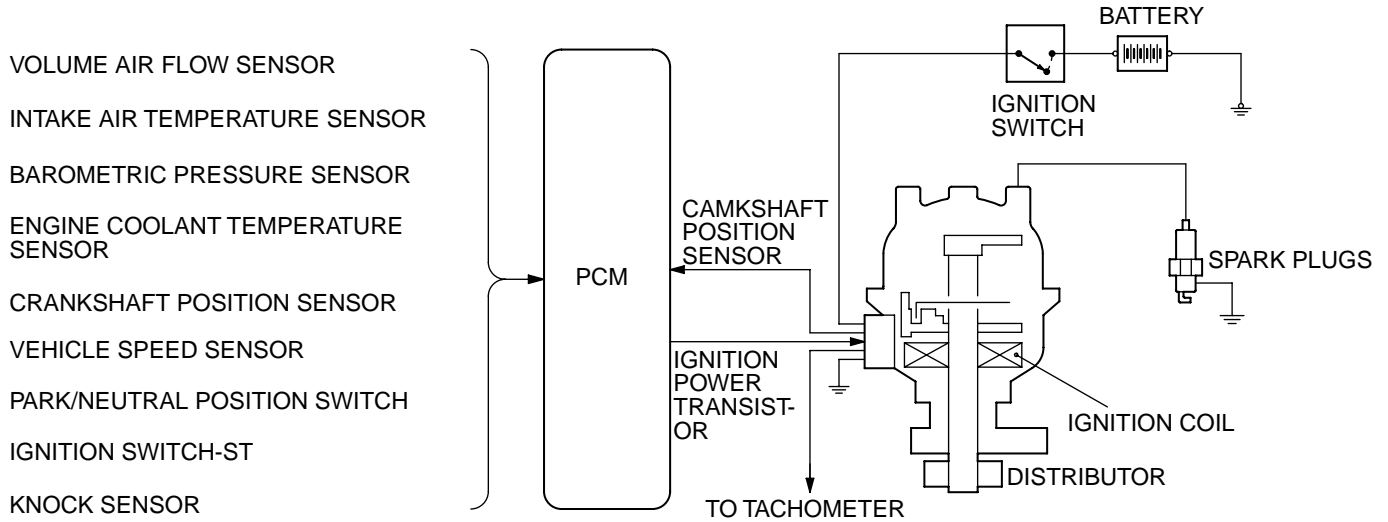 VOLUME AIR FLOW SENSOR
INTAKE AIR TEMPERATURE SENSOR
BAROMETRIC PRESSURE SENSOR
ENGINE COOLANT TEMPERATURE
SENSOR
CRANKSHAFT POSITION SENSOR
VEHICLE SPEED SENSOR
PARK/NEUTRAL POSITION SWITCH
IGNITION SWITCH-ST
KNOCK SENSOR
PCM
CAMKSHAFT
POSITION
SENSOR
IGNITION
POWER
TRANSIST-
OR
TO TACHOMETER
BATTERY
IGNITION
SWITCH
SPARK PLUGS
IGNITION COIL
DISTRIBUTOR